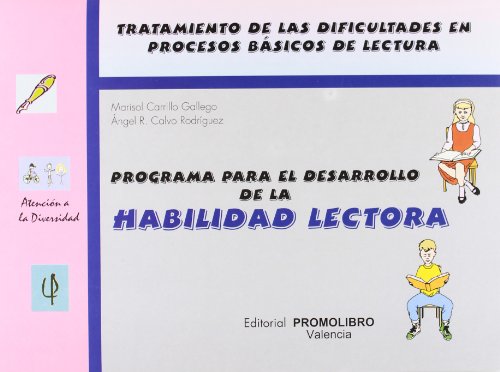 TRATAMIENTO DE LAS DIFICULTADES EN
PROCESOS BÁSICOS DE LECTURA
Marisol Carrillo Gallego
Ángel R. Calvo Rodríguez
PROGRAMA PARA EL DESARROLLO
DE LA
HABILIDAD LECTORA
Atención a
la Diversidad
Editorial PROMOLIBRO
Valencia